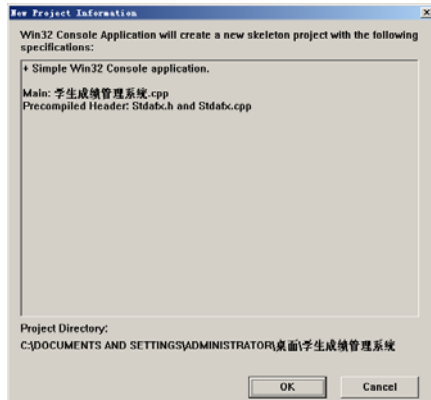 New Project Information
Win32 Console Application will create a new skeleton project with the following
specifications:
+ Simple Win32 Console application.
Main: 学生成绩管理系统.cpp
Precompiled Header: Stdafx.h and Stdafx.cpp
Project Directory:
C:\DOCUMENTS AND SETTINGS\ADMINISTRATOR\桌面\学生成绩管理系统
OK
Cancel